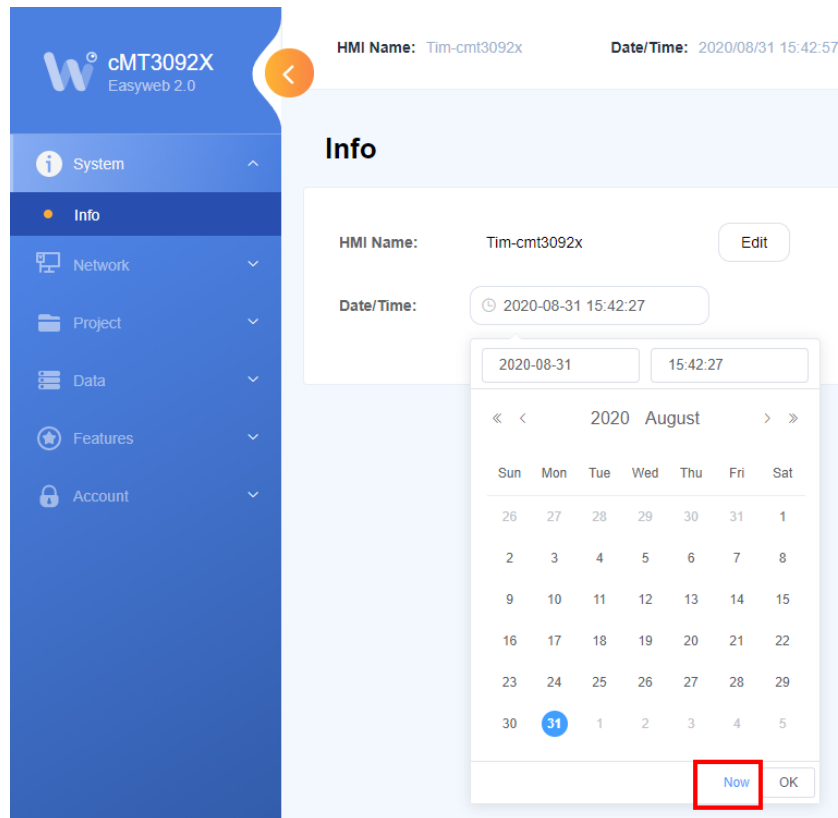 cMT3092X
Easyweb 2.0
System
Info
Network
Project
Data
Features
Account
HMI Name: Tim-cmt3092x Date/Time: 2020/08/31 15:42:57
Info
HMI Name: Tim-cmt3092x Edit
Date/Time: 2020-08-31 15:42:27
2020-08-31 15:42:27
« < 2020 August > »
Sun Mon Tue Wed Thu Fri Sat
26 27 28 29 30 31 1
2 3 4 5 6 7 8
9 10 11 12 13 14 15
16 17 18 19 20 21 22
23 24 25 26 27 28 29
30 31 1 2 3 4 5
Now OK